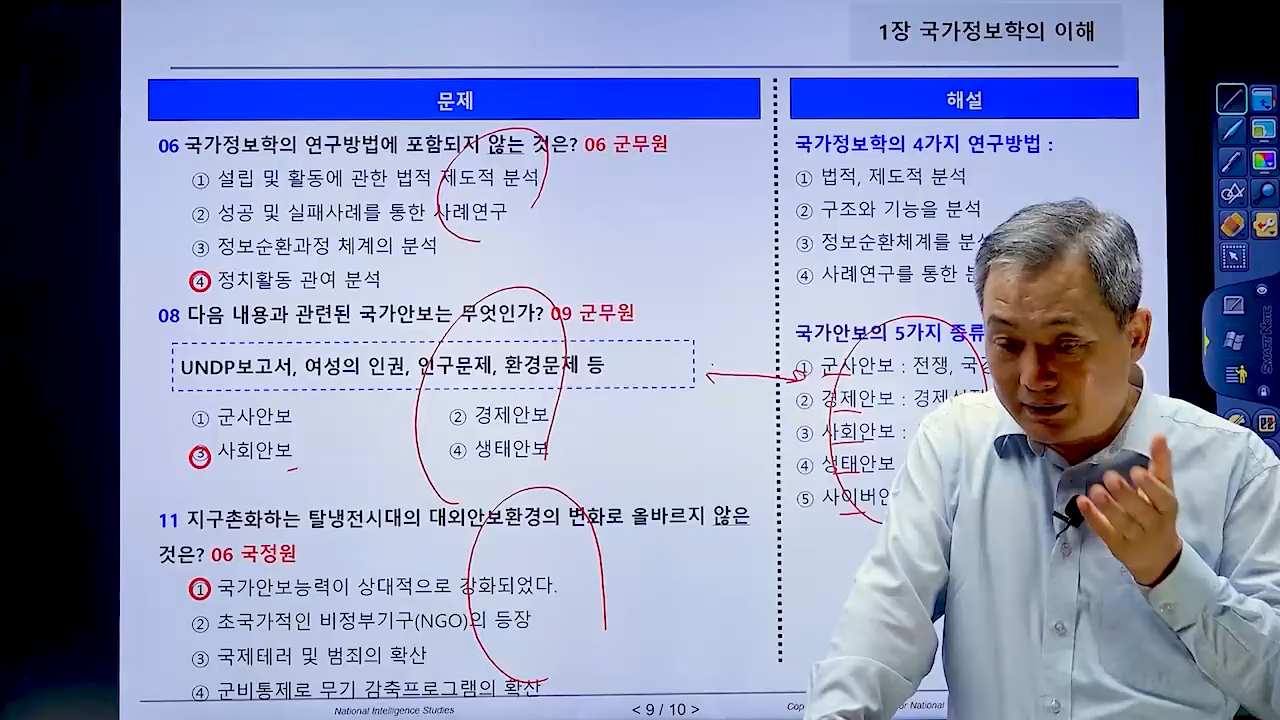 1장 국가정보학의 이해
문제
06 국가정보학의 연구방법에 포함되지 않는 것은? 06 군무원
① 설립 및 활동에 관한 법적 제도적 분석
② 성공 및 실패사례를 통한 사례연구
③ 정보순환과정 체계의 분석
④ 정치활동 관여 분석
08 다음 내용과 관련된 국가안보는 무엇인가? 09 군무원
UNDP보고서, 여성의 인권, 인구문제, 환경문제 등
① 군사안보 ② 경제안보
③ 사회안보 ④ 생태안보
11 지구촌화하는 탈냉전시대의 대외안보환경의 변화로 올바르지 않은
것은? 06 국정원
① 국가안보능력이 상대적으로 강화되었다.
② 초국가적인 비정부기구(NGO)의 등장
③ 국제테러 및 범죄의 확산
④ 군비통제로 무기 감축프로그램의 확산
해설
국가정보학의 4가지 연구방법 :
① 법적, 제도적 분석
② 구조와 기능을 분석
③ 정보순환체계를
④ 사례연구를 통한
국가안보의 5가지 종류
① 군사안보 : 전쟁,
② 경제안보 :
③ 사회안보 :
④ 생태안보
⑤
National Intelligence Studies
< 9 / 10 >
National
SMART NOTE